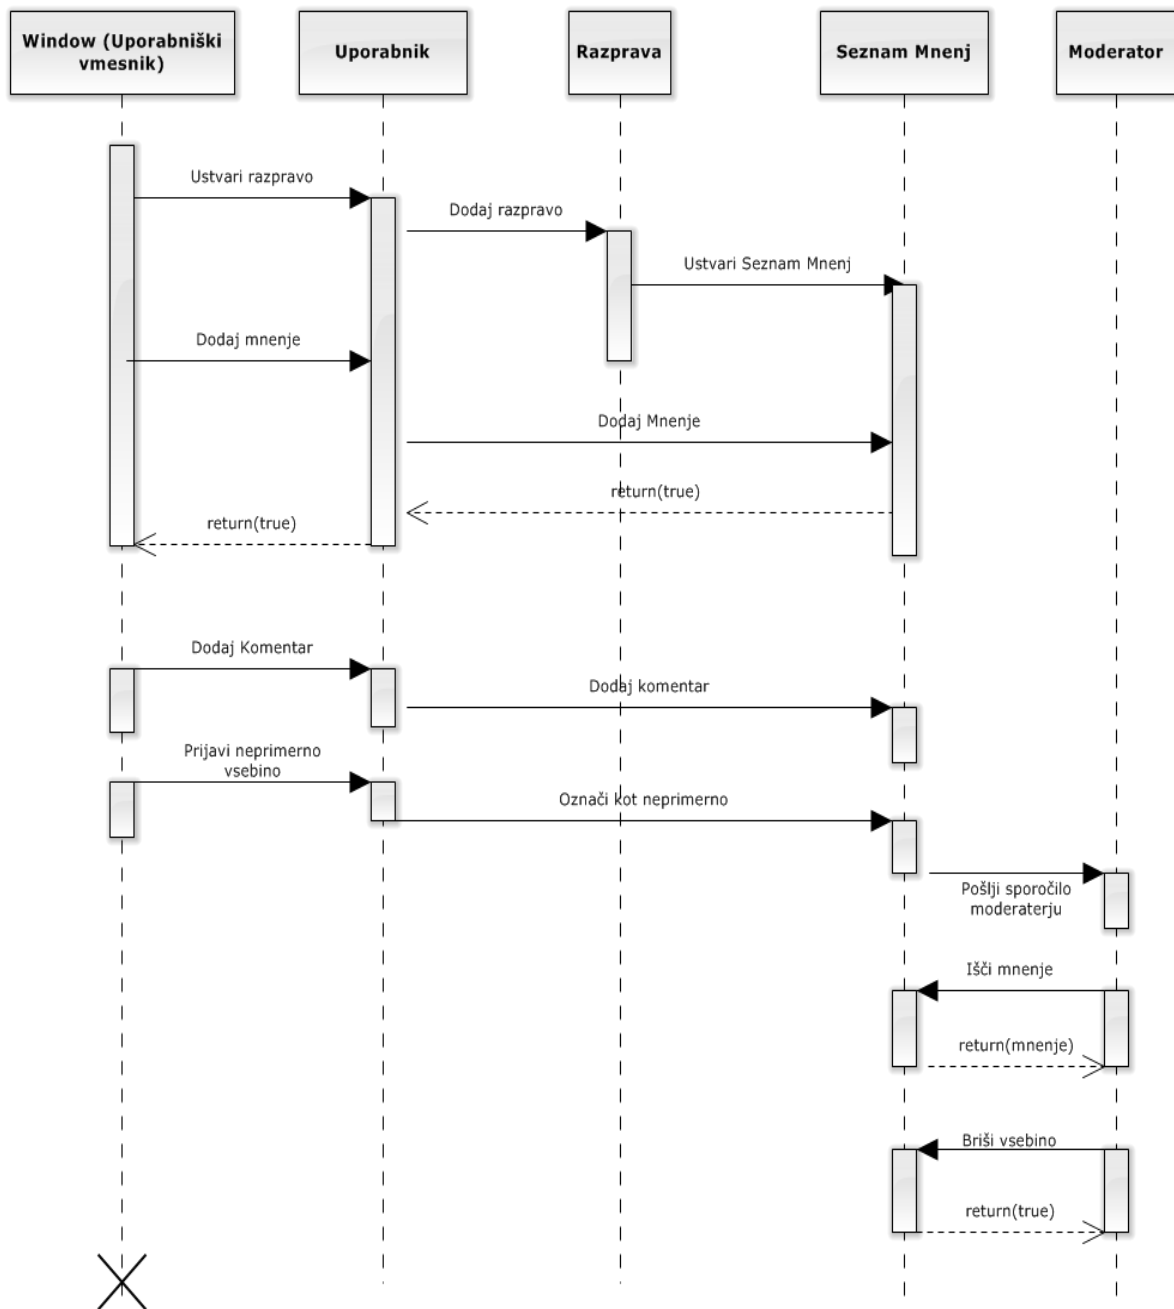 Window (Uporabniški
vmesnik)
Uporabnik
Razprava
Seznam Mnenj
Moderator
Ustvari razpravo
Dodaj razpravo
Ustvari Seznam Mnenj
Dodaj mnenje
Dodaj Mnenje
return(true)
return(true)
Dodaj Komentar
Dodaj komentar
Prijavi neprimerno
vsebino
Označi kot neprimerno
Pošlji sporočilo
moderaterju
Išči mnenje
return(mnenje)
Briši vsebino
return(true)